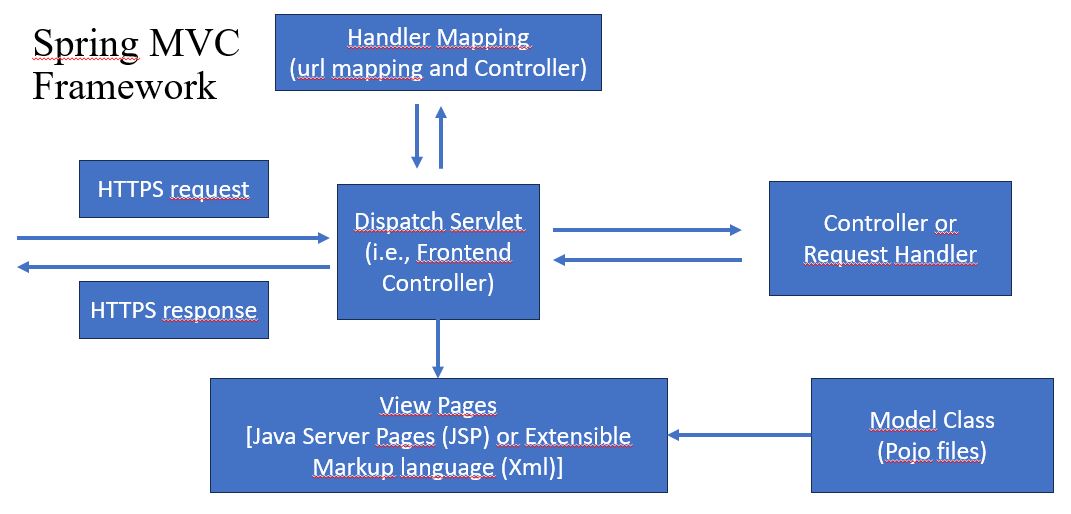 Spring MVC
Framework
Handler Mapping
(url mapping and Controller)
HTTPS request
Dispatch Servlet
(i.e., Frontend
Controller)
Controller or
Request Handler
HTTPS response
View Pages
[Java Server Pages (JSP) or Extensible
Markup language (Xml)]
Model Class
(Pojo files)